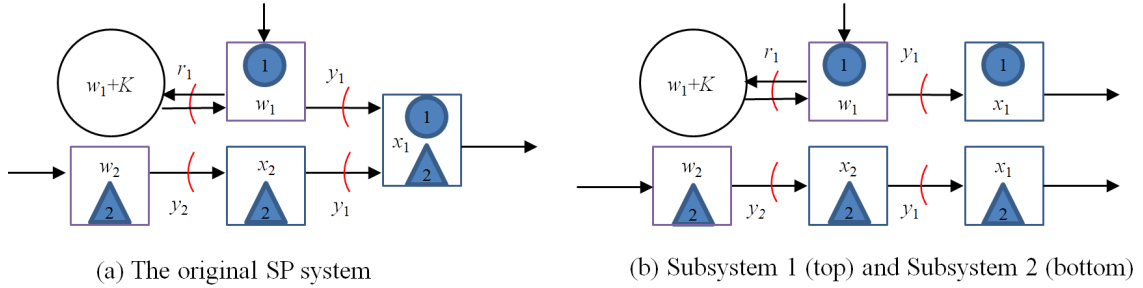 1
r₁
y₁
w₁+K
w₁
1
x₁
2
w₂
2
y₂
x₂
2
y₁
(a) The original SP system
1
r₁
y₁
1
w₁+K
w₁
x₁
w₂
2
y₂
x₂
2
y₁
x₁
2
(b) Subsystem 1 (top) and Subsystem 2 (bottom)